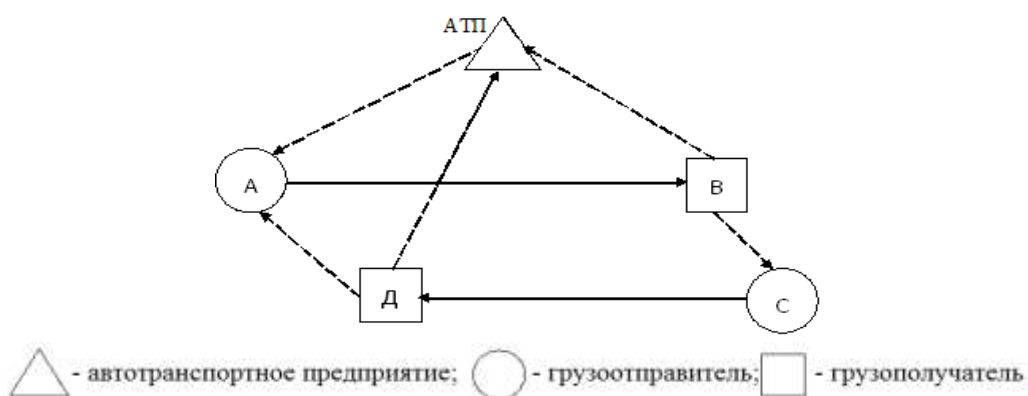 АТП
А
В
Д
С
- автотранспортное предприятие; - грузоотправитель; - грузополучатель